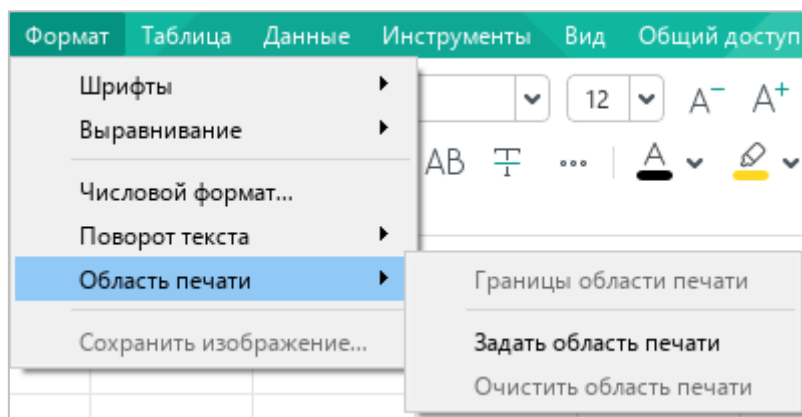 Формат Таблица Данные Инструменты Вид Общий доступ
Шрифты
12 A⁻ A⁺
Выравнивание
AB T A
Числовой формат...
Поворот текста
Область печати
Границы области печати
Сохранить изображение...
Задать область печати
Очистить область печати